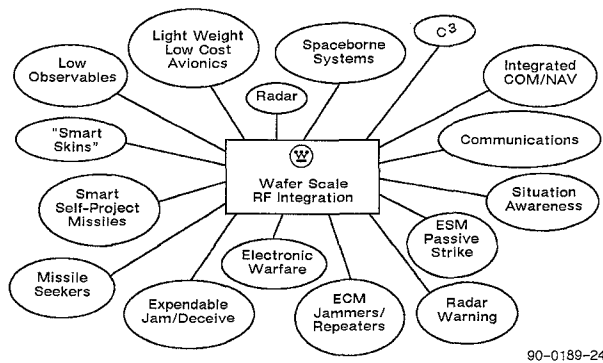 Light Weight
Low Cost
Avionics
Spaceborne
Systems
C³
Low
Observables
Radar
Integrated
COM/NAV
"Smart
Skins"
W
Wafer Scale
RF Integration
Communications
Smart
Self-Project
Missiles
Situation
Awareness
ESM
Passive
Strike
Electronic
Warfare
Missile
Seekers
Expendable
Jam/Deceive
ECM
Jammers/
Repeaters
Radar
Warning
90-0189-24